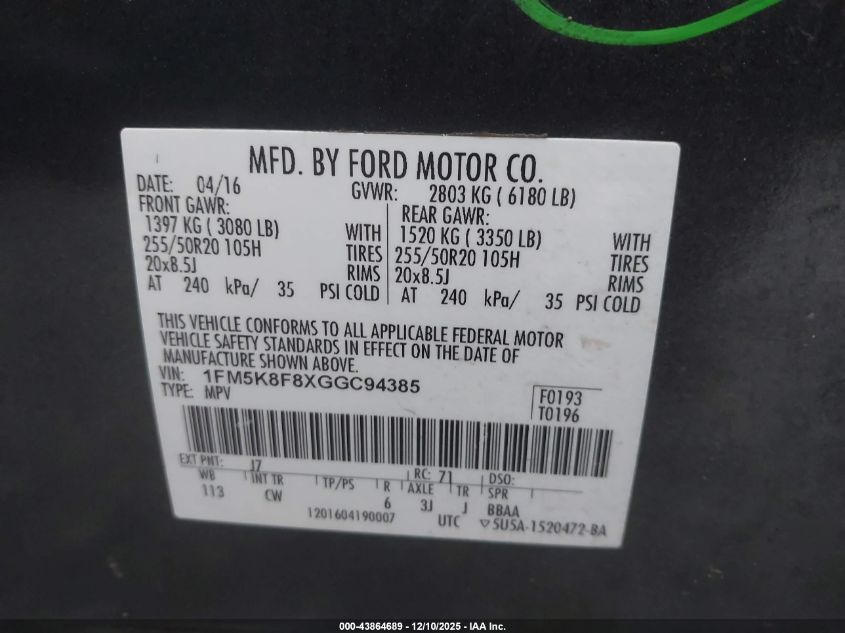 MFD. BY FORD MOTOR CO.
DATE: 04/16 GVWR: 2803 KG ( 6180 LB)
FRONT GAWR: REAR GAWR:
1397 KG ( 3080 LB) WITH 1520 KG ( 3350 LB) WITH
255/50R20 105H TIRES 255/50R20 105H TIRES
20x8.5J RIMS 20x8.5J RIMS
AT 240 kPa/ 35 PSI COLD AT 240 kPa/ 35 PSI COLD
THIS VEHICLE CONFORMS TO ALL APPLICABLE FEDERAL MOTOR
VEHICLE SAFETY STANDARDS IN EFFECT ON THE DATE OF
MANUFACTURE SHOWN ABOVE.
VIN: 1FM5K8F8XGGC94385
TYPE: MPV
F0193
T0196
EXT PNT: J7 RC: 71 DSO:
WB INT TR TP/PS R AXLE TR SPR
113 CW 6 3J J BBAA
1201604190007 UTC ▽5U5A-1520472-BA
000-43864689 - 12/10/2025 - IAA Inc.